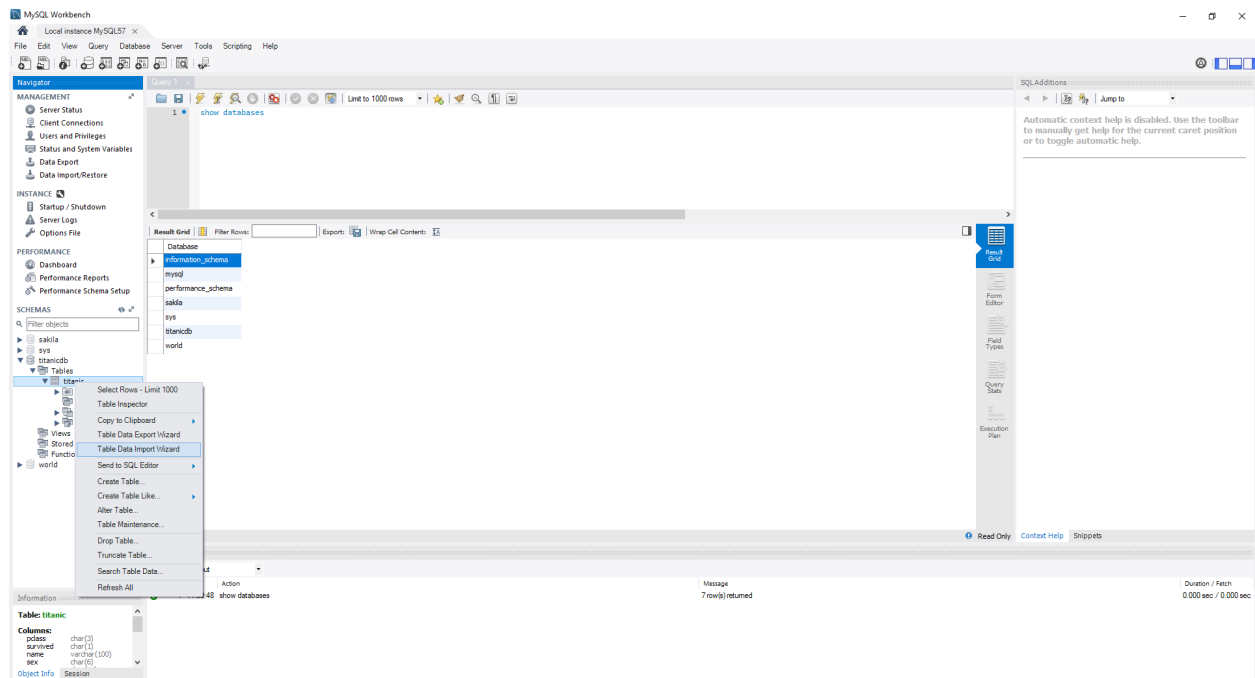 MySQL Workbench
Local instance MySQL57
File Edit View Query Database Server Tools Scripting Help
Navigator
Query 1
SQLAdditions
MANAGEMENT
Server Status
Client Connections
Users and Privileges
Status and System Variables
Data Export
Data Import/Restore
INSTANCE
Startup / Shutdown
Server Logs
Options File
PERFORMANCE
Dashboard
Performance Reports
Performance Schema Setup
SCHEMAS
Filter objects
sakila
sys
titanicdb
Tables
titanic
Views
Stored
Functio
world
Limit to 1000 rows
1 show databases
Result Grid Filter Rows: Export: Wrap Cell Content:
Database
information_schema
mysql
performance_schema
sakila
sys
titanicdb
world
Result Grid
Form Editor
Field Types
Query Stats
Execution Plan
Jump to
Automatic context help is disabled. Use the toolbar
to manually get help for the current caret position
or to toggle automatic help.
Select Rows - Limit 1000
Table Inspector
Copy to Clipboard
Table Data Export Wizard
Table Data Import Wizard
Send to SQL Editor
Create Table...
Create Table Like...
Alter Table...
Table Maintenance...
Drop Table...
Truncate Table...
Search Table Data...
Refresh All
Read Only
Context Help Snippets
Action Message Duration / Fetch
show databases 7 row(s) returned 0.000 sec / 0.000 sec
Information
Table: titanic
Columns:
pclass char(3)
survived char(1)
name varchar(100)
sex char(6)
Object Info Session